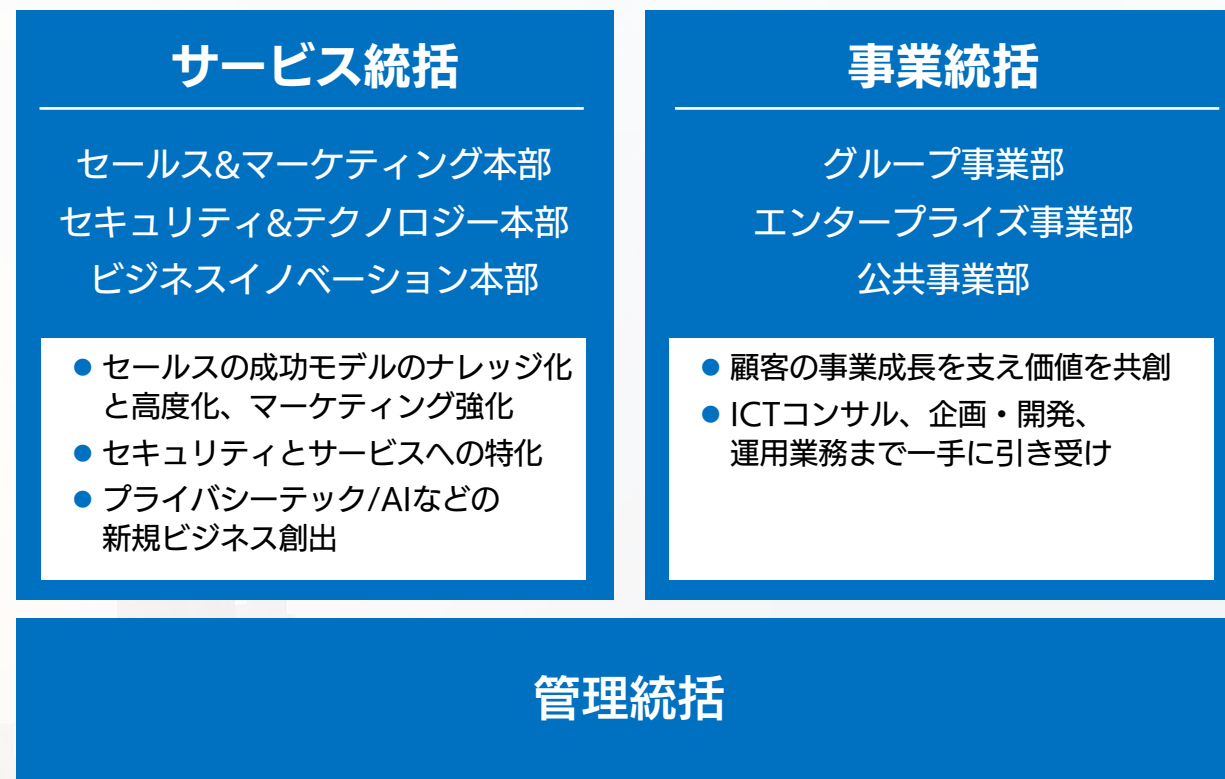 サービス統括
セールス&マーケティング本部
セキュリティ&テクノロジー本部
ビジネスイノベーション本部
● セールスの成功モデルのナレッジ化
と高度化、マーケティング強化
● セキュリティとサービスへの特化
● プライバシーテック/AIなどの
新規ビジネス創出
事業統括
グループ事業部
エンタープライズ事業部
公共事業部
● 顧客の事業成長を支え価値を共創
● ICTコンサル、企画・開発、
運用業務まで一手に引き受け
管理統括